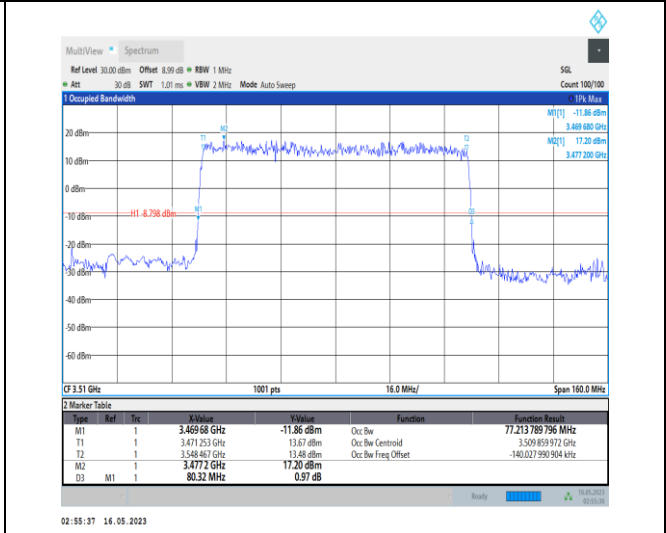 MultiView Spectrum
Ref Level 30.00 dBm Offset 8.99 dB RBW 1 MHz SGL
Att 30 dB SWT 1.01 ms VBW 2 MHz Mode Auto Sweep Count 100/100
1 Occupied Bandwidth 1Pk Max
M1[1] -11.86 dBm
3.469 680 GHz
M2[1] 17.20 dBm
3.477 200 GHz
M2
T1 T2
20 dBm
10 dBm
0 dBm
M1 D3
-10 dBm H1 -8.798 dBm
-20 dBm
-30 dBm
-40 dBm
-50 dBm
-60 dBm
CF 3.51 GHz 1001 pts 16.0 MHz/ Span 160.0 MHz
2 Marker Table
Type Ref Trc X-Value Y-Value Function Function Result
M1 1 3.469 68 GHz -11.86 dBm Occ Bw 77.213 789 796 MHz
T1 1 3.471 253 GHz 13.67 dBm Occ Bw Centroid 3.509 859 972 GHz
T2 1 3.548 467 GHz 13.48 dBm Occ Bw Freq Offset -140.027 990 904 kHz
M2 1 3.477 2 GHz 17.20 dBm
D3 M1 1 80.32 MHz 0.97 dB
Ready 16.05.2023
02:55:36
02:55:37 16.05.2023